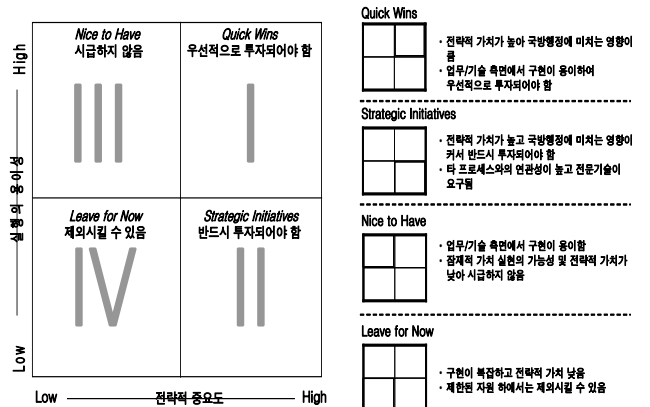 High
실행의 용이성
Low
Nice to Have
시급하지 않음
III
Quick Wins
우선적으로 투자되어야 함
I
Leave for Now
제외시킬 수 있음
IV
Strategic Initiatives
반드시 투자되어야 함
II
Low
전략적 중요도
High
Quick Wins
• 전략적 가치가 높아 국방행정에 미치는 영향이
큼
• 업무/기술 측면에서 구현이 용이하여
우선적으로 투자되어야 함
Strategic Initiatives
• 전략적 가치가 높고 국방행정에 미치는 영향이
커서 반드시 투자되어야 함
• 타 프로세스와의 연관성이 높고 전문기술이
요구됨
Nice to Have
• 업무/기술 측면에서 구현이 용이함
• 잠재적 가치 실현의 가능성 및 전략적 가치가
낮아 시급하지 않음
Leave for Now
• 구현이 복잡하고 전략적 가치 낮음
• 제한된 자원 하에서는 제외시킬 수 있음